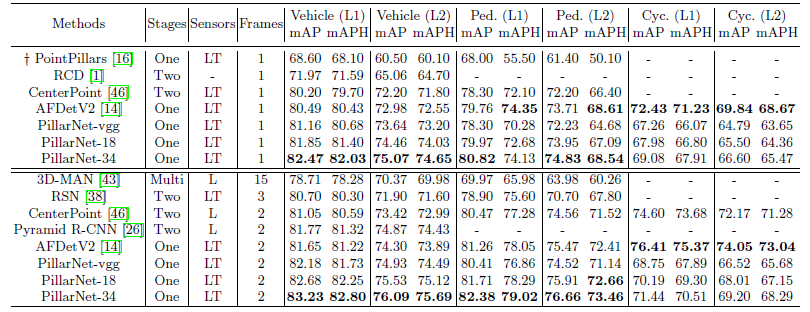 Methods Stages Sensors Frames Vehicle (L1) Vehicle (L2) Ped. (L1) Ped. (L2) Cyc. (L1) Cyc. (L2)
mAP mAPH mAP mAPH mAP mAPH mAP mAPH mAP mAPH mAP mAPH
† PointPillars [16] One LT 1 68.60 68.10 60.50 60.10 68.00 55.50 61.40 50.10 - - - -
RCD [1] Two - 1 71.97 71.59 65.06 64.70 - - - - - - - -
CenterPoint [46] Two LT 1 80.20 79.70 72.20 71.80 78.30 72.10 72.20 66.40 - - - -
AFDetV2 [14] One LT 1 80.49 80.43 72.98 72.55 79.76 74.35 73.71 68.61 72.43 71.23 69.84 68.67
PillarNet-vgg One LT 1 81.16 80.68 73.64 73.20 78.30 70.28 72.23 64.68 67.26 66.07 64.79 63.65
PillarNet-18 One LT 1 81.85 81.40 74.46 74.03 79.97 72.68 73.95 67.09 67.98 66.80 65.50 64.36
PillarNet-34 One LT 1 82.47 82.03 75.07 74.65 80.82 74.13 74.83 68.54 69.08 67.91 66.60 65.47
3D-MAN [43] Multi L 15 78.71 78.28 70.37 69.98 69.97 65.98 63.98 60.26 - - - -
RSN [38] Two LT 3 80.70 80.30 71.90 71.60 78.90 75.60 70.70 67.80 - - - -
CenterPoint [46] Two L 2 81.05 80.59 73.42 72.99 80.47 77.28 74.56 71.52 74.60 73.68 72.17 71.28
Pyramid R-CNN [26] Two L 2 81.77 81.32 74.87 74.43 - - - - - - - -
AFDetV2 [14] One LT 2 81.65 81.22 74.30 73.89 81.26 78.05 75.47 72.41 76.41 75.37 74.05 73.04
PillarNet-vgg One LT 2 82.18 81.73 74.93 74.49 80.41 76.86 74.52 71.14 68.75 67.89 66.52 65.68
PillarNet-18 One LT 2 82.68 82.25 75.53 75.12 81.71 78.29 75.91 72.66 70.19 69.30 68.01 67.15
PillarNet-34 One LT 2 83.23 82.80 76.09 75.69 82.38 79.02 76.66 73.46 71.44 70.51 69.20 68.29